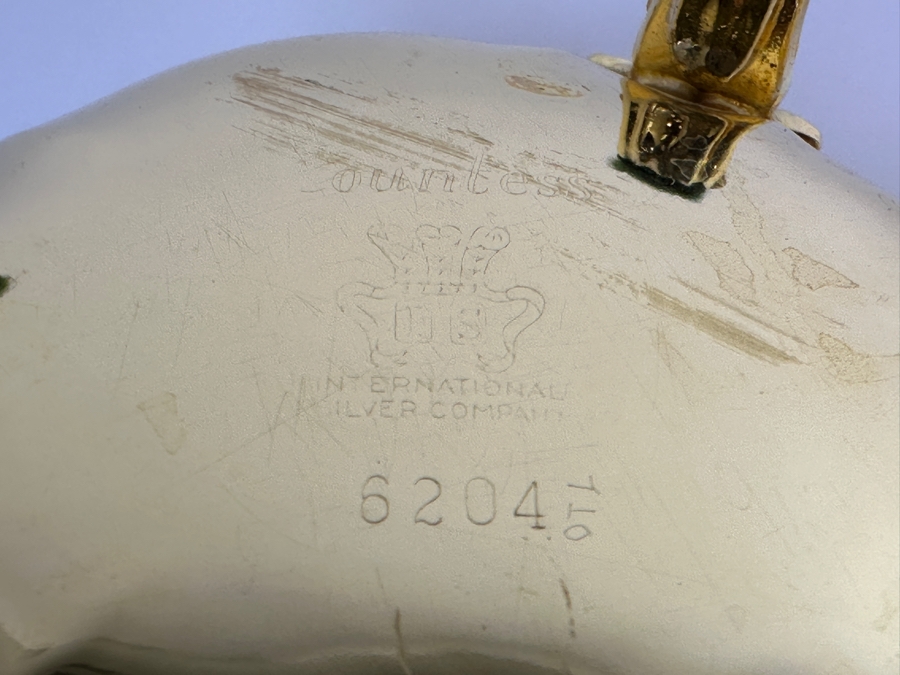 ountess
I S
INTERNATIONAL
ILVER COMPANY
6204